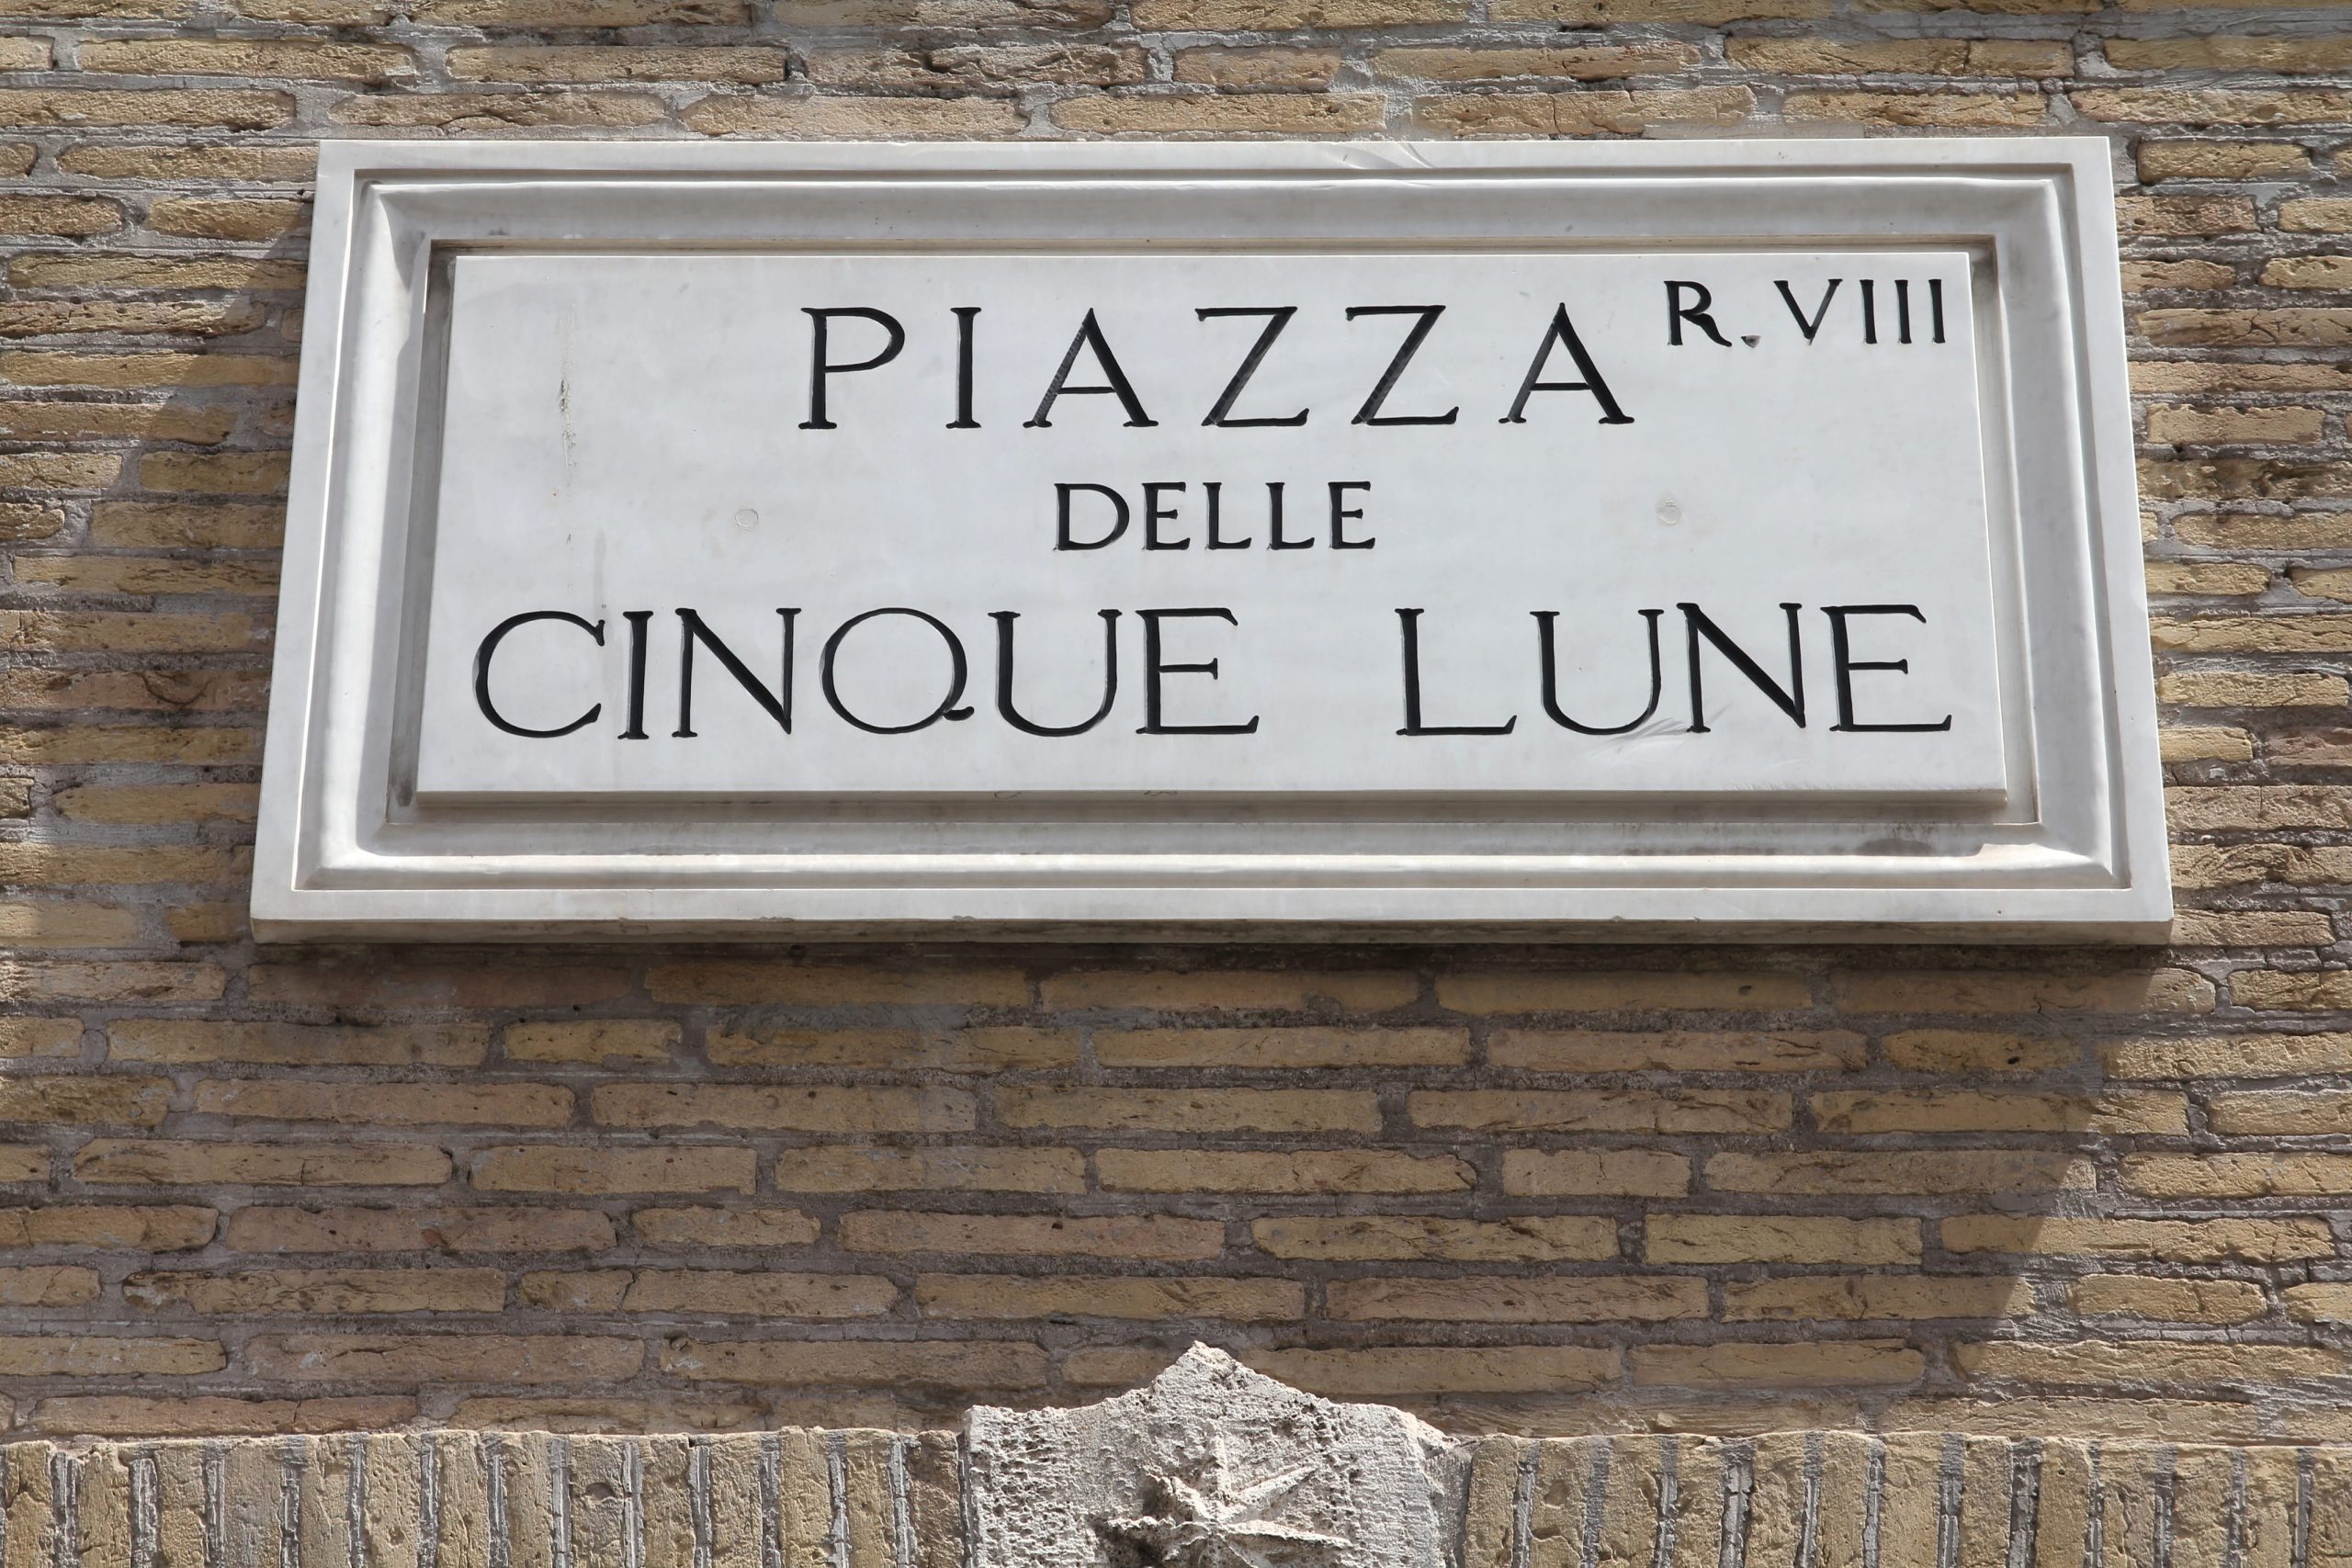 PIAZZA R. VIII
DELLE
CINQUE LUNE